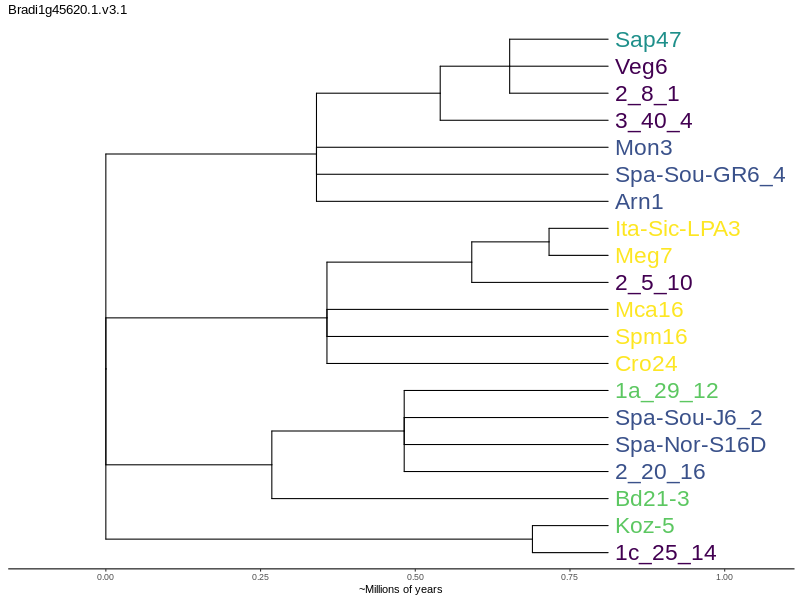 Bradi1g45620.1.v3.1
Sap47
Veg6
2_8_1
3_40_4
Mon3
Spa-Sou-GR6_4
Arn1
Ita-Sic-LPA3
Meg7
2_5_10
Mca16
Spm16
Cro24
1a_29_12
Spa-Sou-J6_2
Spa-Nor-S16D
2_20_16
Bd21-3
Koz-5
1c_25_14
0.00 0.25 0.50 0.75 1.00
~Millions of years